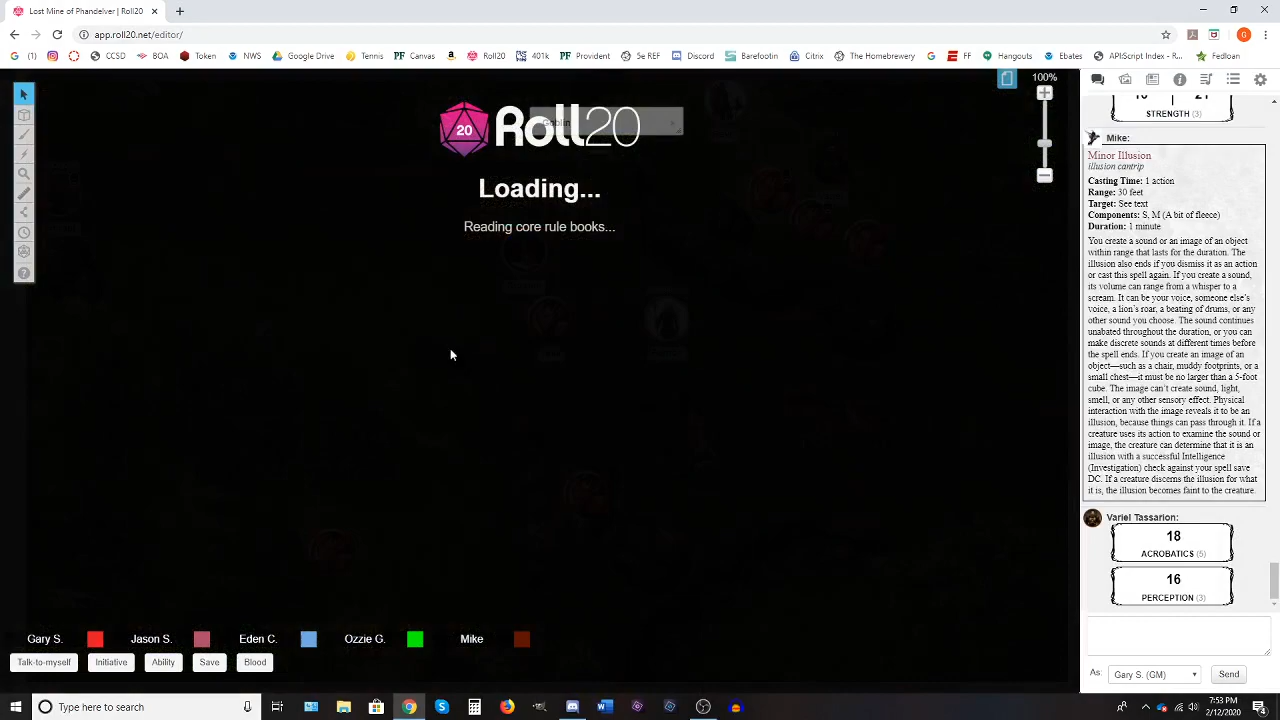 Lost Mine of Phandelver | Roll20
app.roll20.net/editor/
G (1)
CCSD
BOA
Token
NWS
Google Drive
Tennis
PF Canvas
Roll20
401k
PF Provident
5e REF
Discord
Barefootin
Citrix
The Homebrewery
FF
Hangouts
Ebates
APIScript Index - R...
Fedloan
100%
20
Roll20
Goblin
Loading...
Reading core rule books...
STRENGTH (3)
Mike:
Minor Illusion
illusion cantrip
Casting Time: 1 action
Range: 30 feet
Target: See text
Components: S, M (A bit of fleece)
Duration: 1 minute
You create a sound or an image of an object
within range that lasts for the duration. The
illusion also ends if you dismiss it as an action
or cast this spell again. If you create a sound,
its volume can range from a whisper to a
scream. It can be your voice, someone else's
voice, a lion's roar, a beating of drums, or any
other sound you choose. The sound continues
unabated throughout the duration, or you can
make discrete sounds at different times before
the spell ends. If you create an image of an
object—such as a chair, muddy footprints, or a
small chest—it must be no larger than a 5-foot
cube. The image can't create sound, light,
smell, or any other sensory effect. Physical
interaction with the image reveals it to be an
illusion, because things can pass through it. If a
creature uses its action to examine the sound or
image, the creature can determine that it is an
illusion with a successful Intelligence
(Investigation) check against your spell save
DC. If a creature discerns the illusion for what
it is, the illusion becomes faint to the creature.
Variel Tassarion:
18
ACROBATICS (5)
16
PERCEPTION (3)
Gary S.
Jason S.
Eden C.
Ozzie G.
Mike
Talk-to-myself
Initiative
Ability
Save
Blood
As:
Gary S. (GM)
Send
Type here to search
7:53 PM
2/12/2020